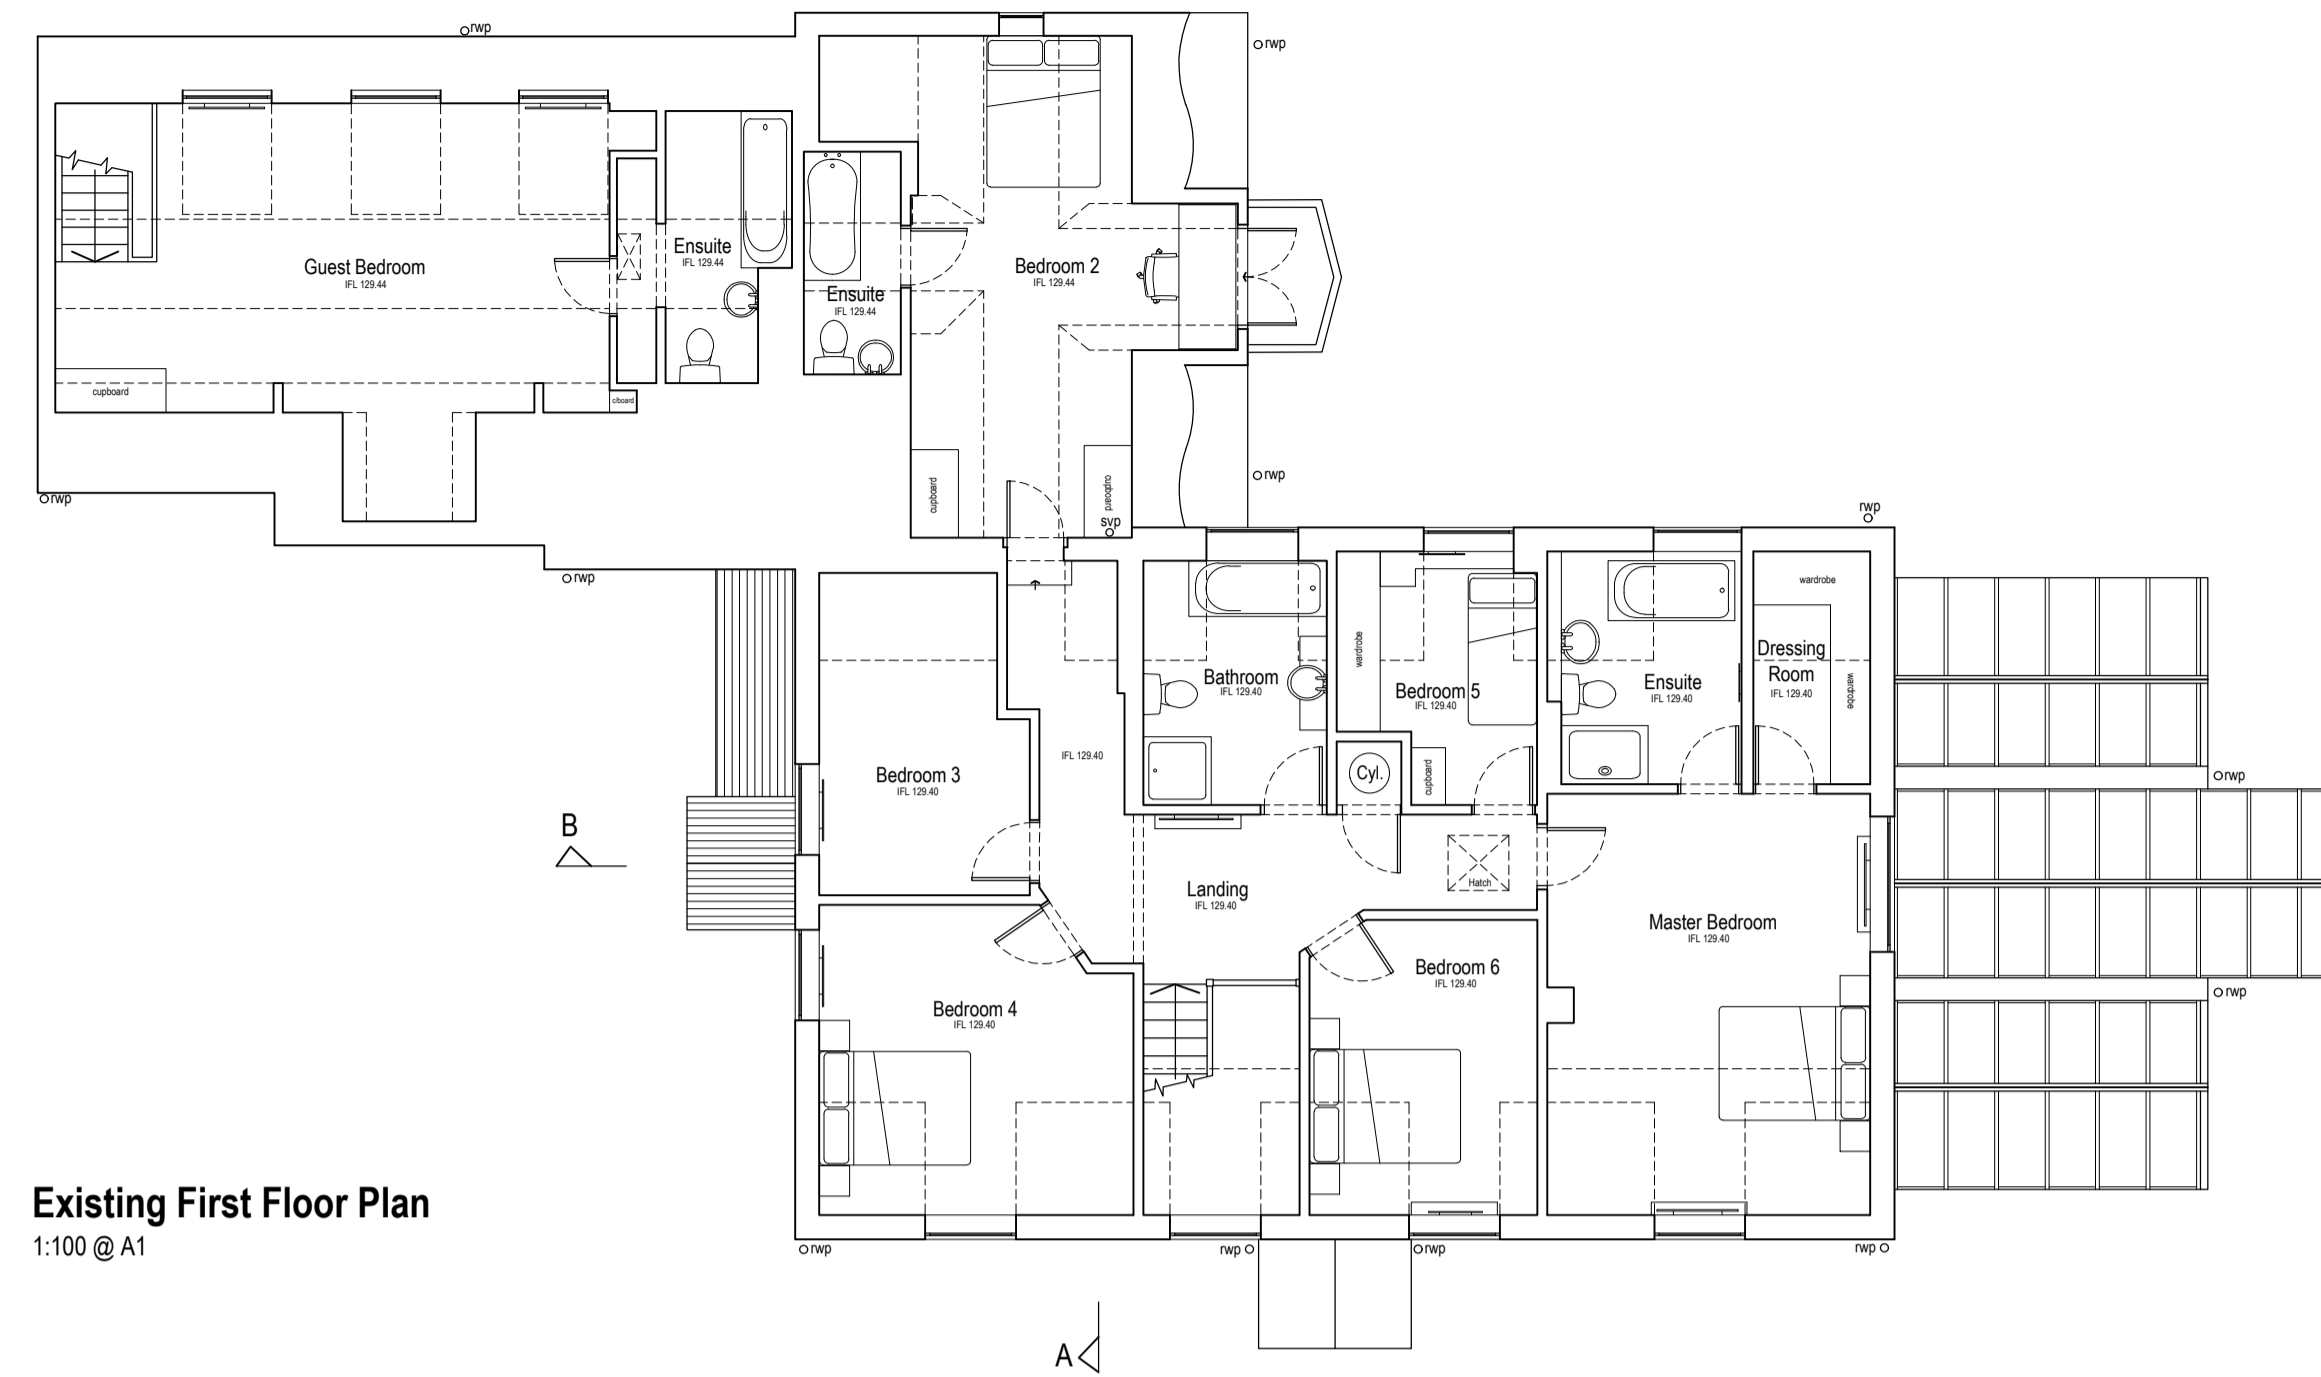 rwp
rwp
Guest Bedroom
IFL 129.44
Ensuite
IFL 129.44
Ensuite
IFL 129.44
Bedroom 2
IFL 129.44
cupboard
c/board
cupboard
cupboard
svp
rwp
rwp
rwp
rwp
wardrobe
wardrobe
Bathroom
IFL 129.40
Bedroom 5
IFL 129.40
Ensuite
IFL 129.40
Dressing
Room
IFL 129.40
wardrobe
IFL 129.40
Bedroom 3
IFL 129.40
Cyl.
cupboard
rwp
B
Landing
IFL 129.40
Hatch
Master Bedroom
IFL 129.40
Bedroom 6
IFL 129.40
Bedroom 4
IFL 129.40
rwp
Existing First Floor Plan
1:100 @ A1
rwp
rwp
rwp
rwp
A